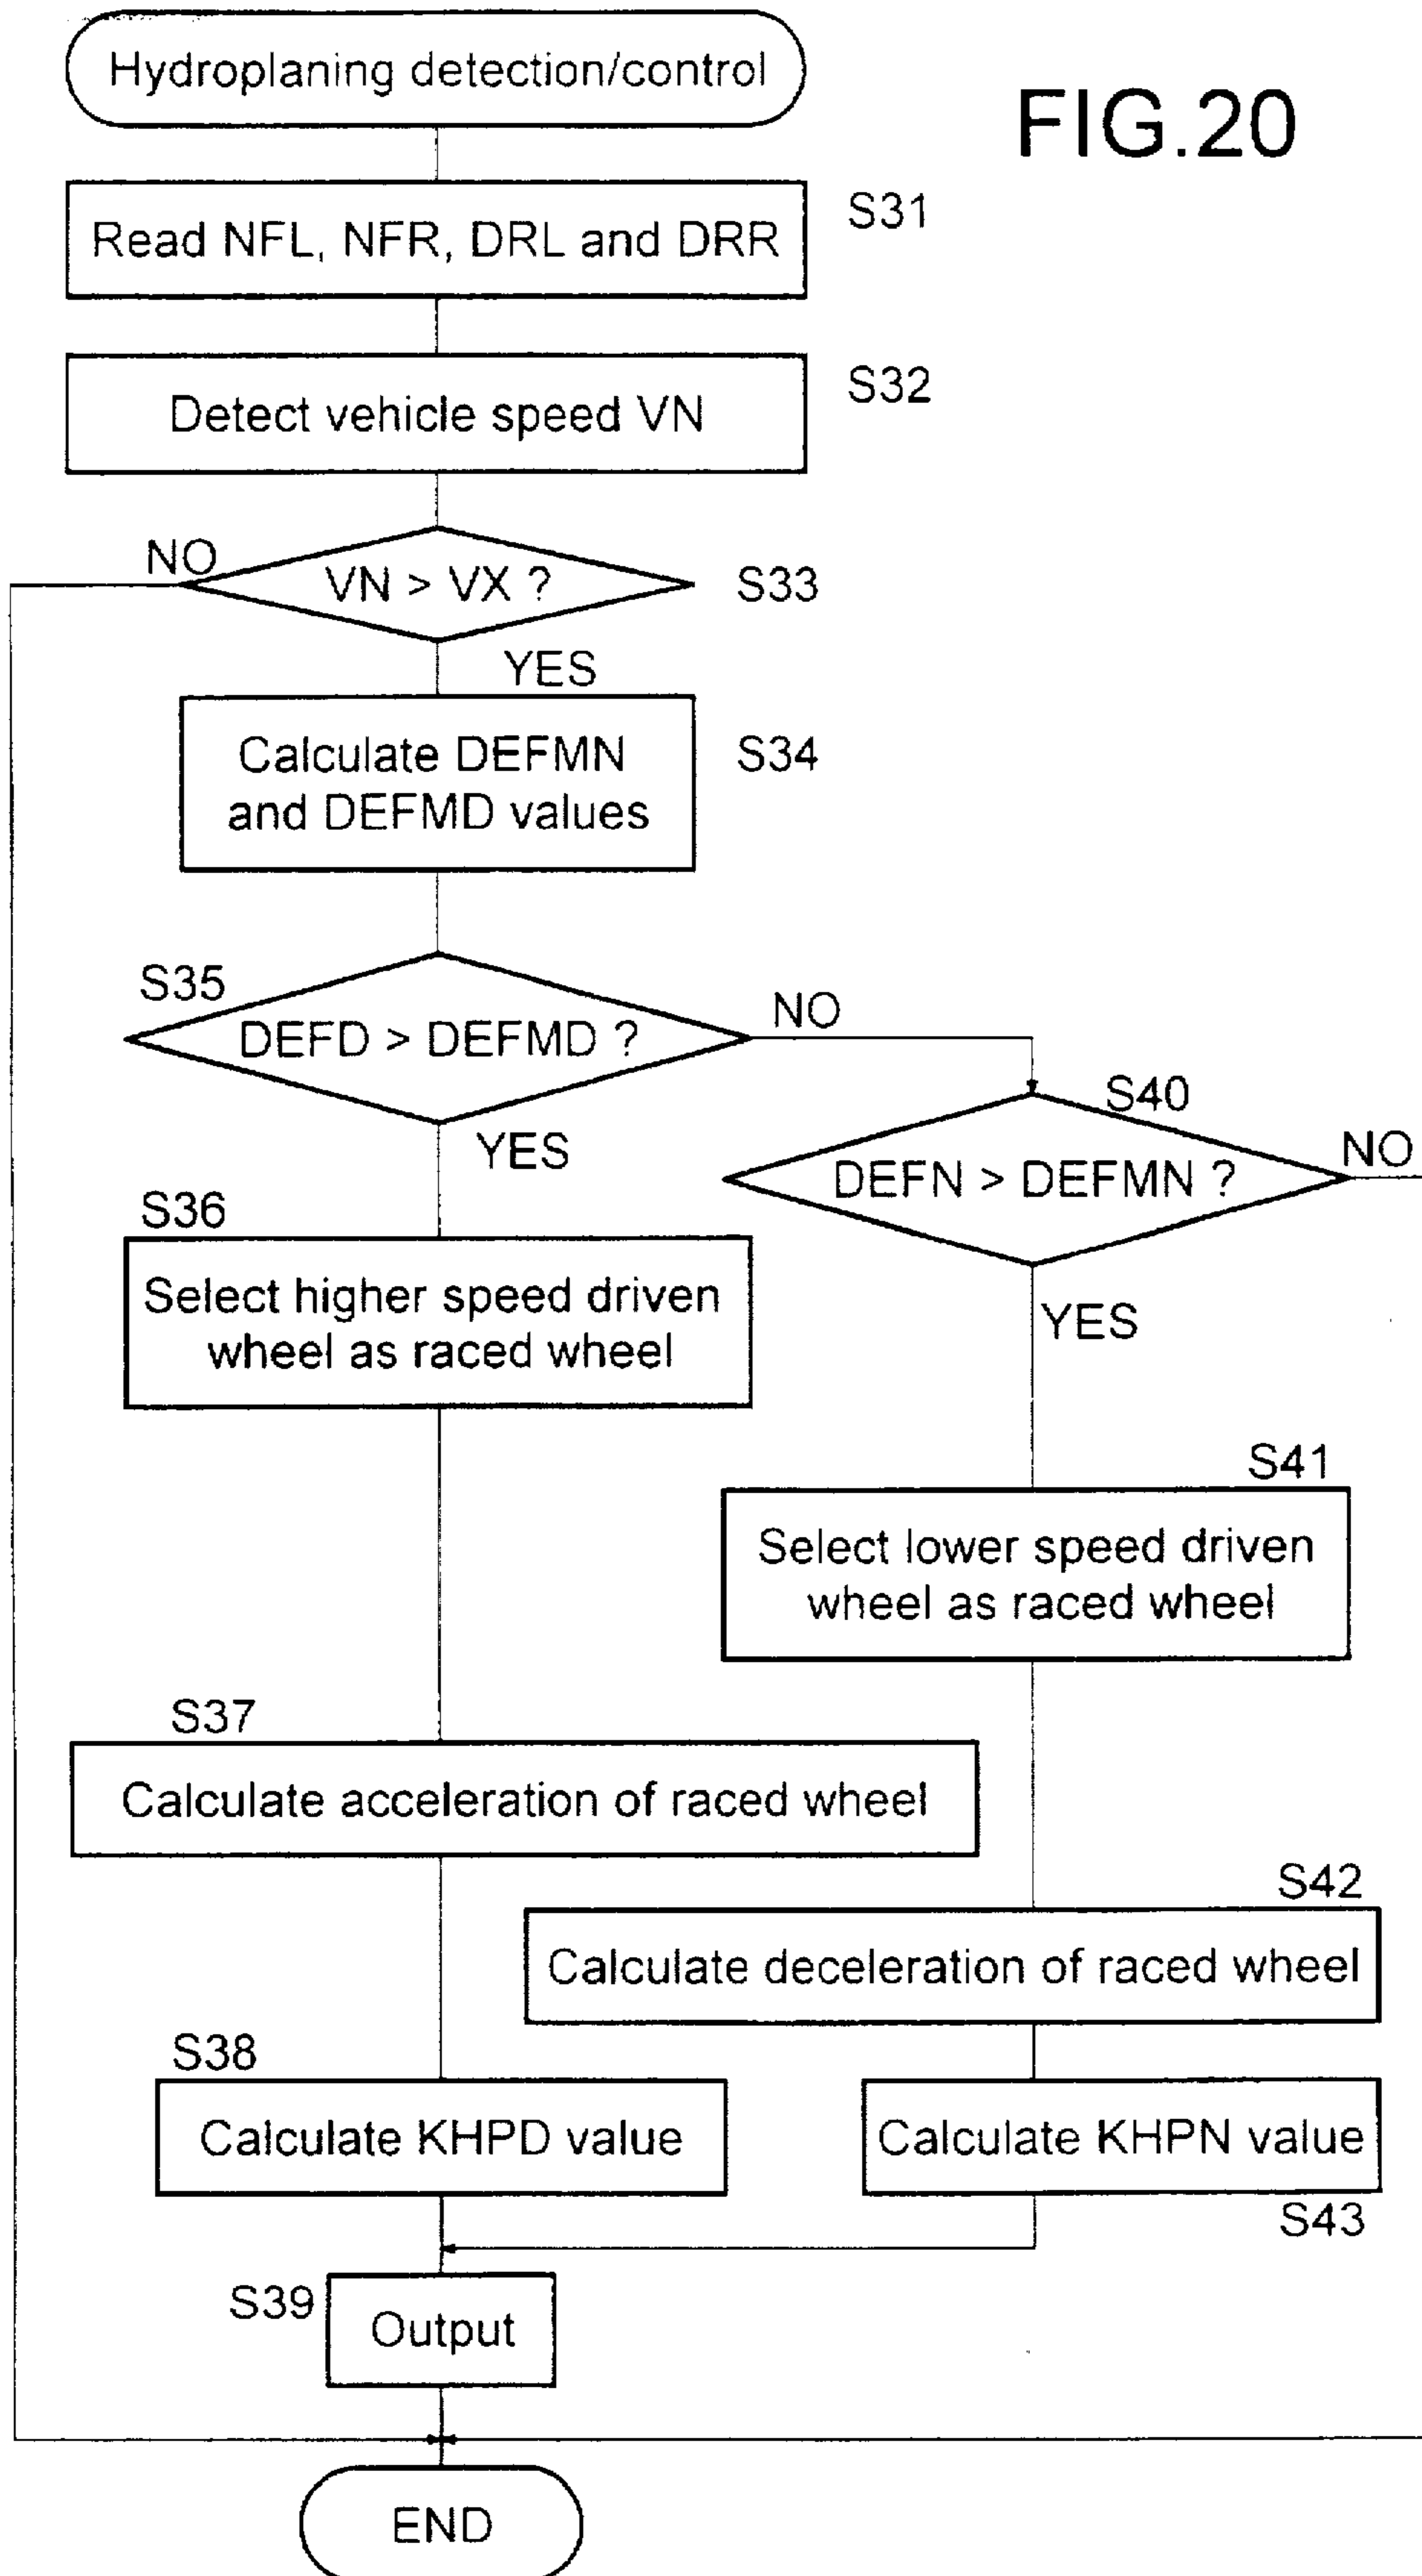 Hydroplaning detection/control
FIG.20
Read NFL, NFR, DRL and DRR
S31
Detect vehicle speed VN
S32
NO
VN > VX ?
S33
YES
Calculate DEFMN
and DEFMD values
S34
S35
DEFD > DEFMD ?
NO
YES
S40
DEFN > DEFMN ?
NO
YES
S36
Select higher speed driven
wheel as raced wheel
S41
Select lower speed driven
wheel as raced wheel
S37
Calculate acceleration of raced wheel
S42
Calculate deceleration of raced wheel
S38
Calculate KHPD value
Calculate KHPN value
S43
S39
Output
END